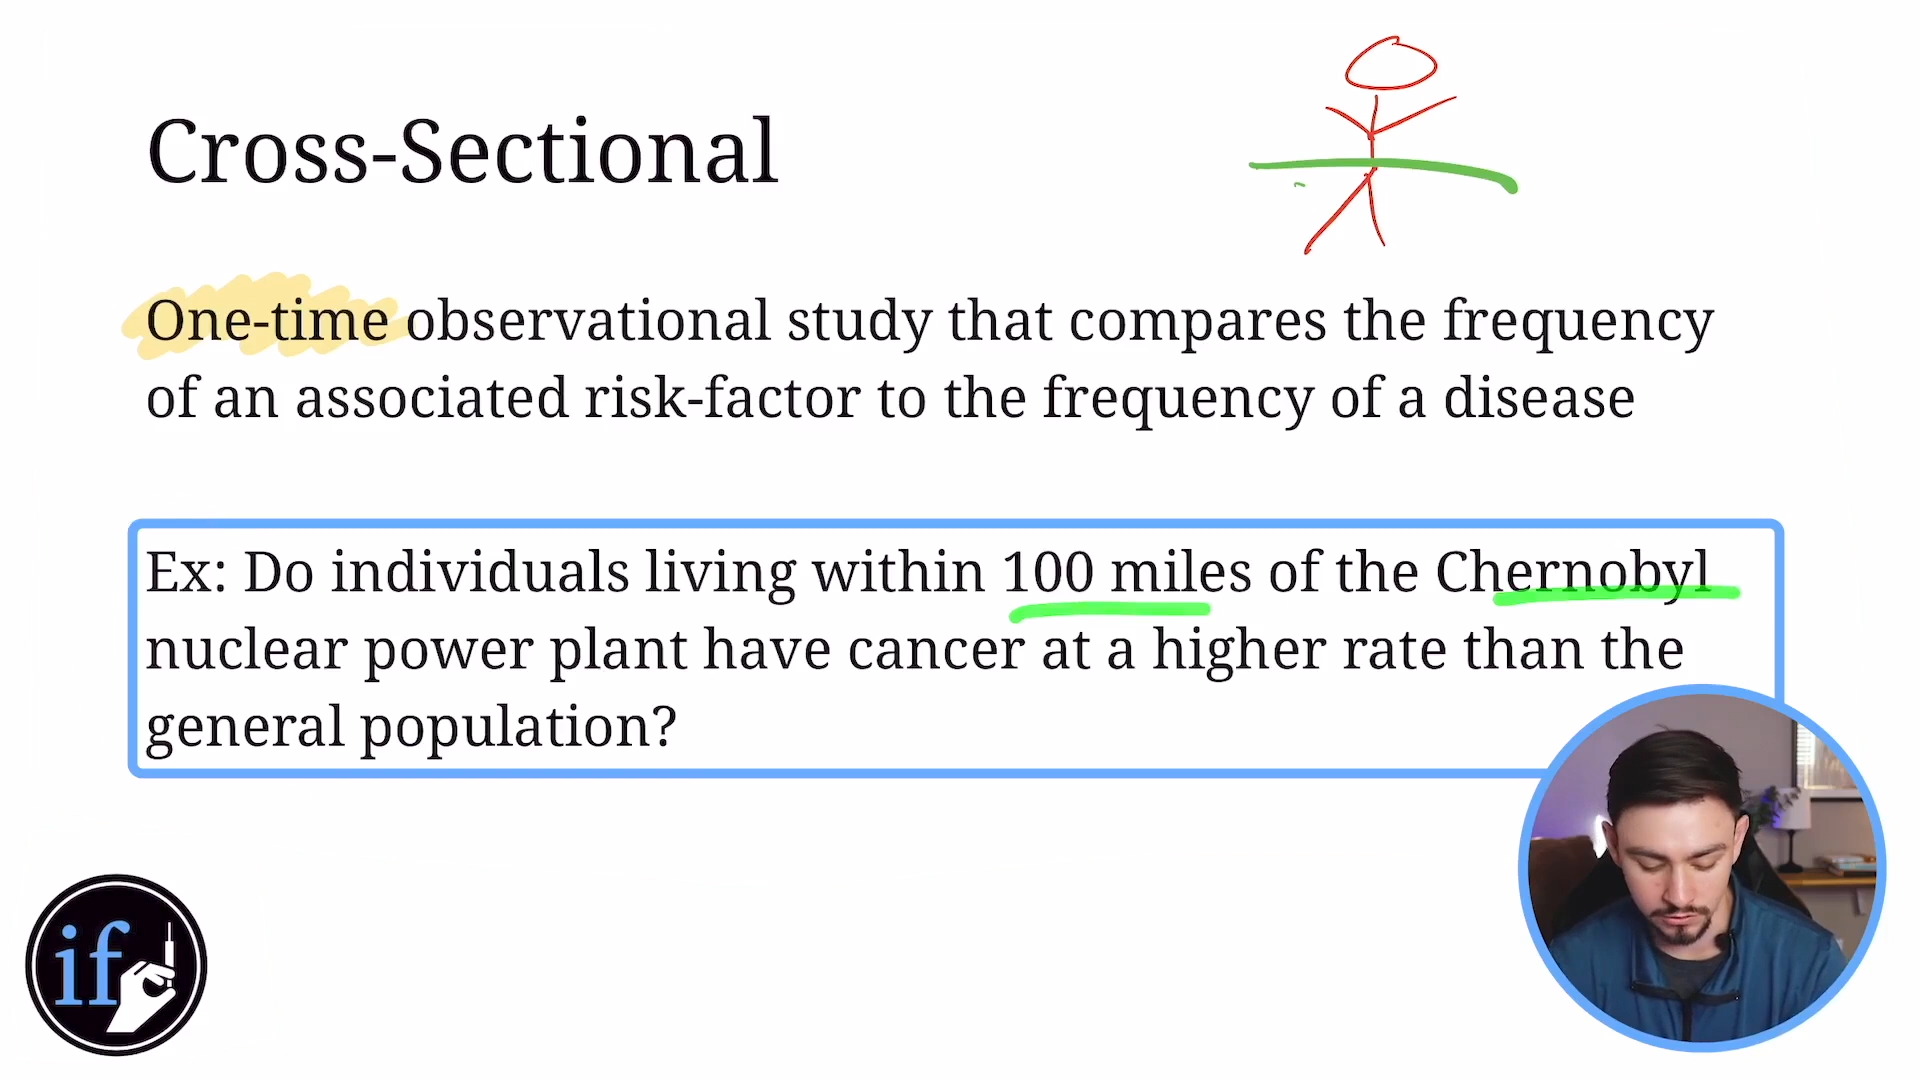 Cross-Sectional
One-time observational study that compares the frequency
of an associated risk-factor to the frequency of a disease
Ex: Do individuals living within 100 miles of the Chernobyl
nuclear power plant have cancer at a higher rate than the
general population?
if